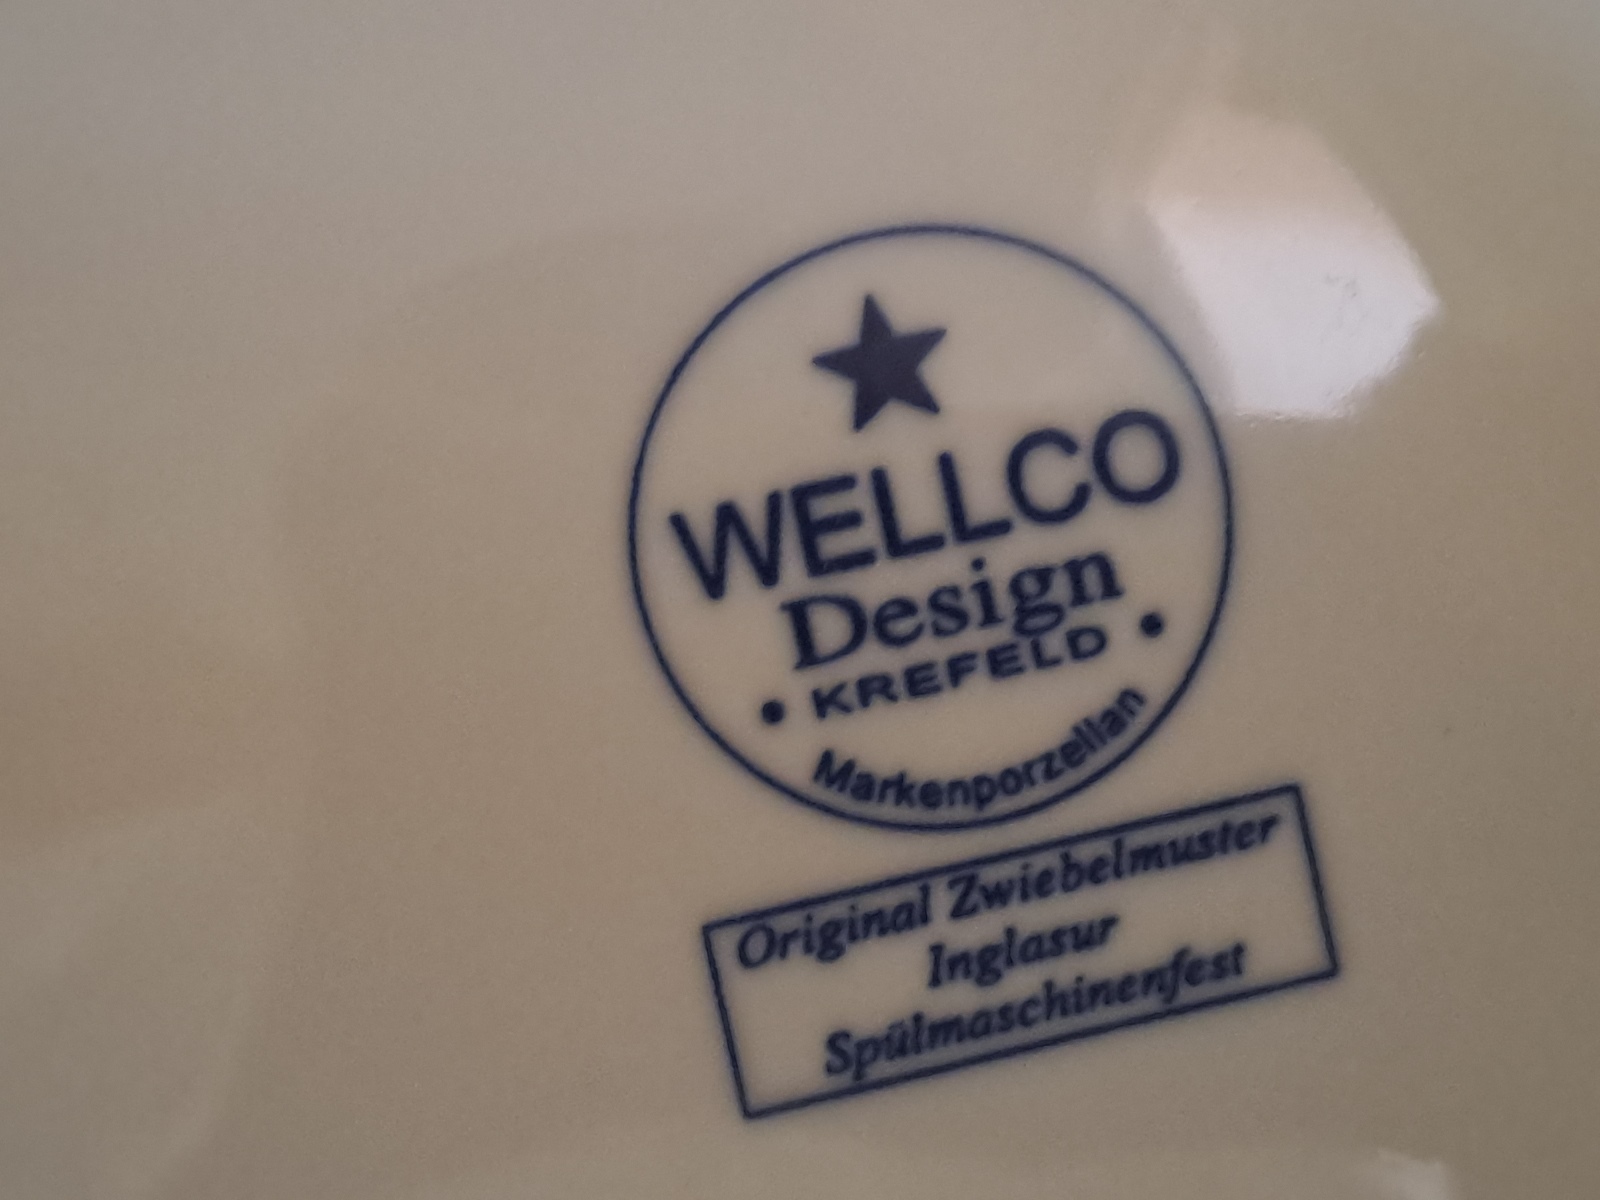 WELLCO
Design
• KREFELD •
Markenporzellan
Original Zwiebelmuster
Inglasur
Spülmaschinenfest